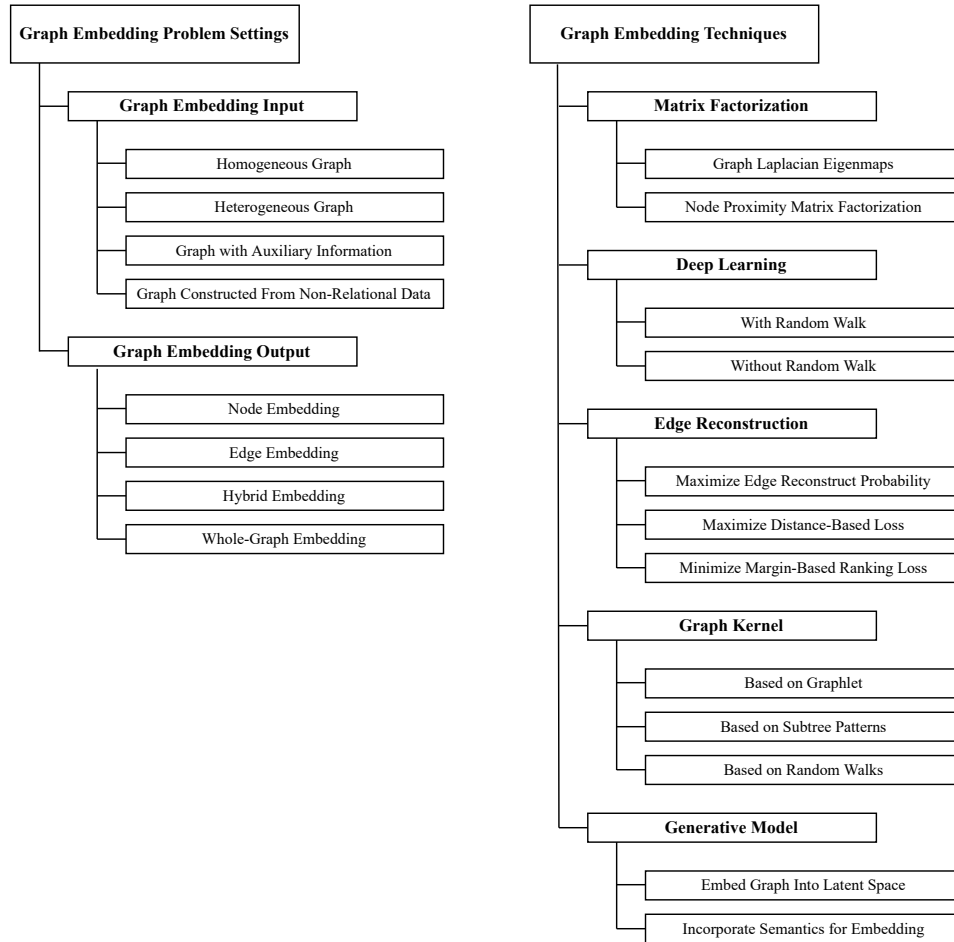 Graph Embedding Problem Settings
Graph Embedding Input
Homogeneous Graph
Heterogeneous Graph
Graph with Auxiliary Information
Graph Constructed From Non-Relational Data
Graph Embedding Output
Node Embedding
Edge Embedding
Hybrid Embedding
Whole-Graph Embedding
Graph Embedding Techniques
Matrix Factorization
Graph Laplacian Eigenmaps
Node Proximity Matrix Factorization
Deep Learning
With Random Walk
Without Random Walk
Edge Reconstruction
Maximize Edge Reconstruct Probability
Maximize Distance-Based Loss
Minimize Margin-Based Ranking Loss
Graph Kernel
Based on Graphlet
Based on Subtree Patterns
Based on Random Walks
Generative Model
Embed Graph Into Latent Space
Incorporate Semantics for Embedding